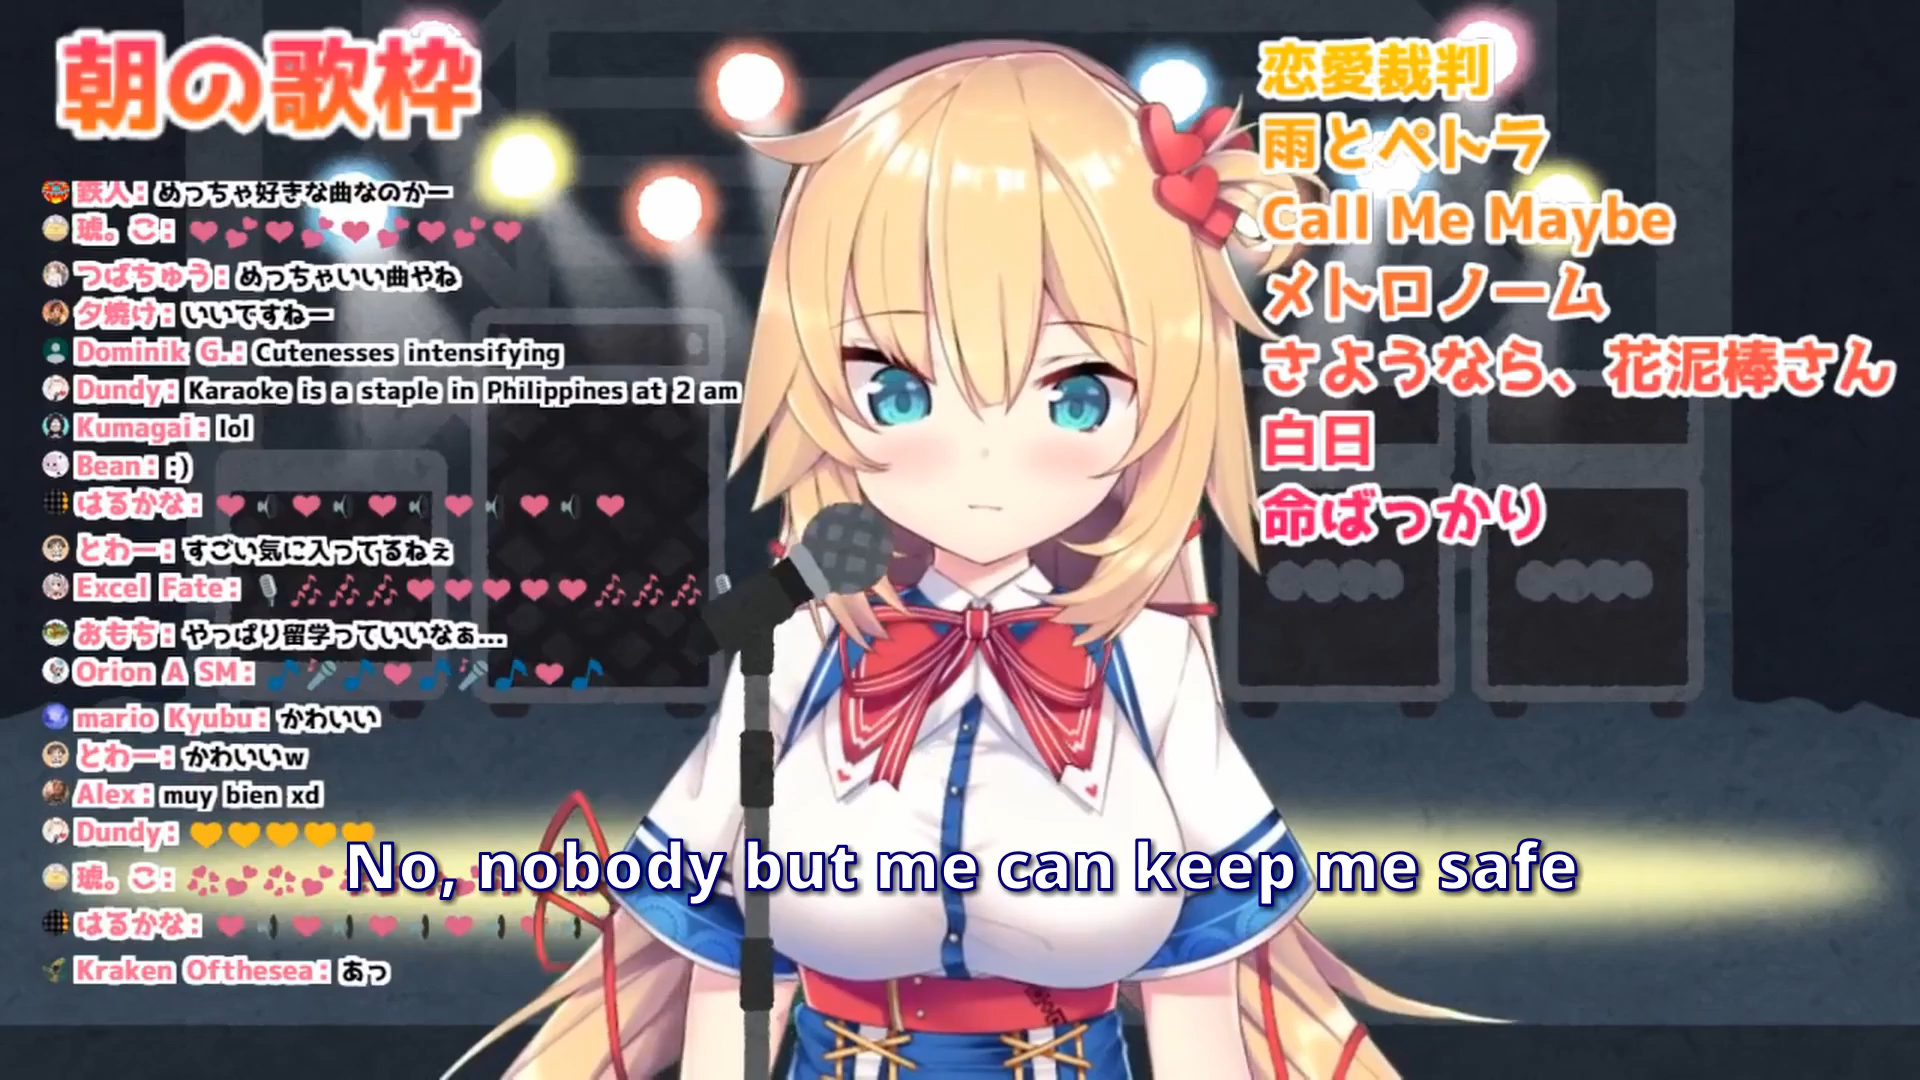 朝の歌枠
鉄人: めっちゃ好きな曲なのかー
琥。こ:
つばちゅう: めっちゃいい曲やね
夕焼け: いいですねー
Dominik G.: Cutenesses intensifying
Dundy: Karaoke is a staple in Philippines at 2 am
Kumagai: lol
Bean: :)
はるかな:
とわー: すごい気に入ってるねぇ
Excel Fate:
おもち: やっぱり留学っていいなぁ...
Orion A SM:
mario Kyubu: かわいい
とわー: かわいいw
Alex: muy bien xd
Dundy:
琥。こ:
はるかな:
Kraken Ofthesea: あっ
恋愛裁判
雨とペトラ
Call Me Maybe
メトロノーム
さようなら、花泥棒さん
白日
命ばっかり
No, nobody but me can keep me safe